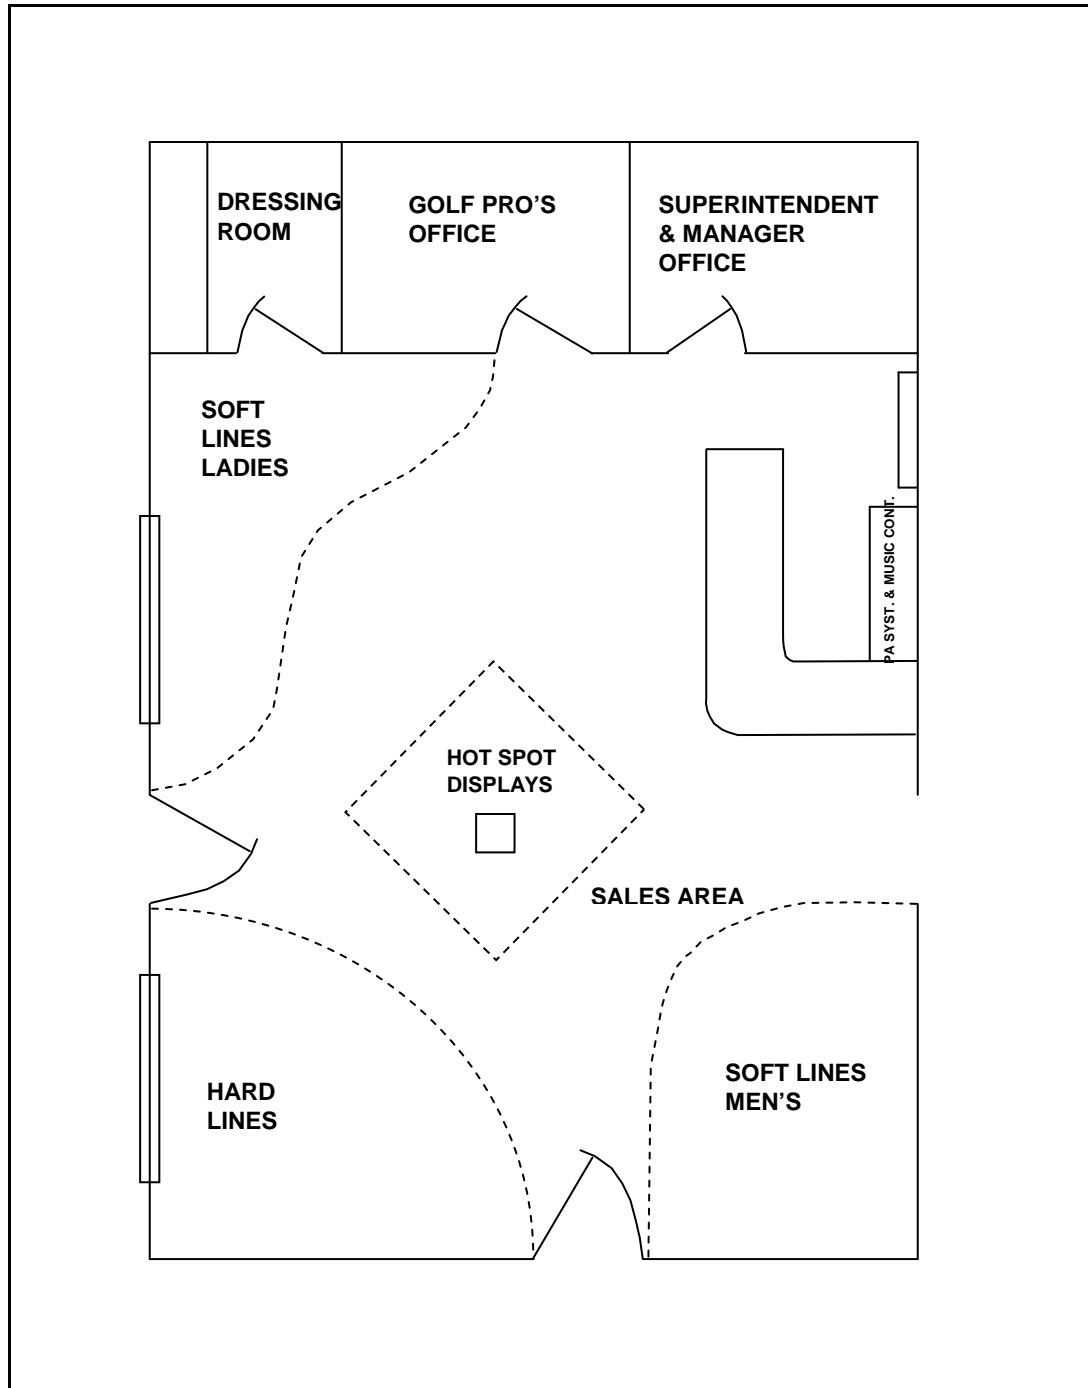 DRESSING
ROOM
GOLF PRO'S
OFFICE
SUPERINTENDENT
& MANAGER
OFFICE
SOFT
LINES
LADIES
PA SYST. & MUSIC CONT.
HOT SPOT
DISPLAYS
SALES AREA
HARD
LINES
SOFT LINES
MEN'S